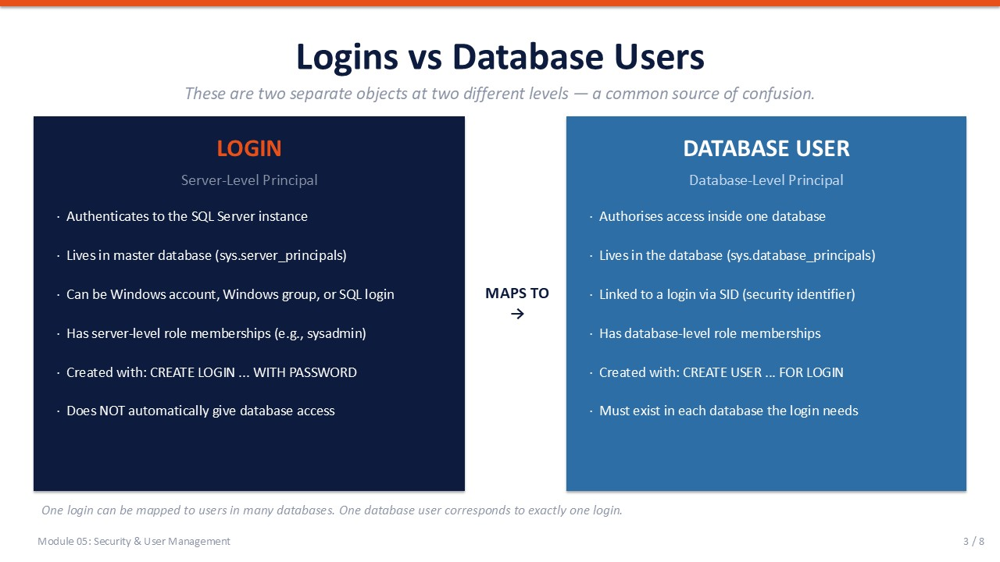 Logins vs Database Users
These are two separate objects at two different levels — a common source of confusion.
LOGIN
Server-Level Principal
· Authenticates to the SQL Server instance
· Lives in master database (sys.server_principals)
· Can be Windows account, Windows group, or SQL login
· Has server-level role memberships (e.g., sysadmin)
· Created with: CREATE LOGIN ... WITH PASSWORD
· Does NOT automatically give database access
MAPS TO
→
DATABASE USER
Database-Level Principal
· Authorises access inside one database
· Lives in the database (sys.database_principals)
· Linked to a login via SID (security identifier)
· Has database-level role memberships
· Created with: CREATE USER ... FOR LOGIN
· Must exist in each database the login needs
One login can be mapped to users in many databases. One database user corresponds to exactly one login.
Module 05: Security & User Management
3 / 8